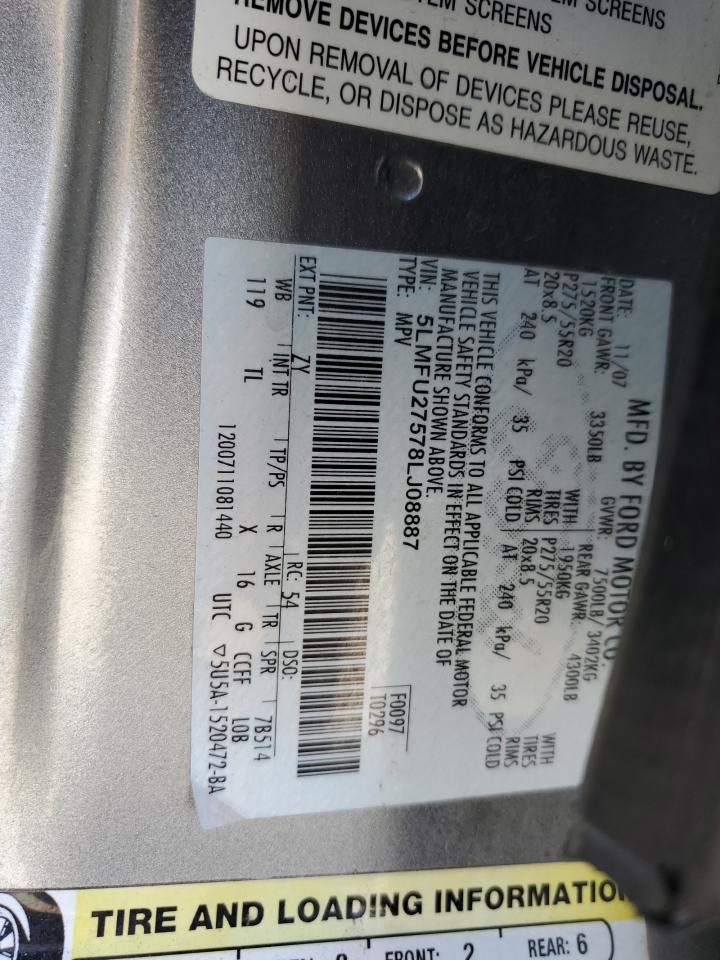 TEM SCREENS
REMOVE DEVICES BEFORE VEHICLE DISPOSAL.
UPON REMOVAL OF DEVICES PLEASE REUSE,
RECYCLE, OR DISPOSE AS HAZARDOUS WASTE.
MFD. BY FORD MOTOR CO.
DATE: 11/07 GVWR: 7500LB/ 3402KG
FRONT GAWR: 3350LB REAR GAWR: 4300LB
1520KG WITH 1950KG WITH
P275/55R20 TIRES P275/55R20 TIRES
20x8.5 RIMS 20x8.5 RIMS
AT 240 kPa/ 35 PSI COLD AT 240 kPa/ 35 PSI COLD
THIS VEHICLE CONFORMS TO ALL APPLICABLE FEDERAL MOTOR
VEHICLE SAFETY STANDARDS IN EFFECT ON THE DATE OF
MANUFACTURE SHOWN ABOVE.
VIN: 5LMFU27578LJ08887
TYPE: MPV
F0097
T0296
EXT PNT: ZY RC: 54 DSO:
WB INT TR TP/PS R AXLE TR SPR 7B514
119 TL X 16 G CCFF LOB
1200711081440 UTC ▽5U5A-1520472-BA
TIRE AND LOADING INFORMATIO
FRONT: 2 REAR: 6